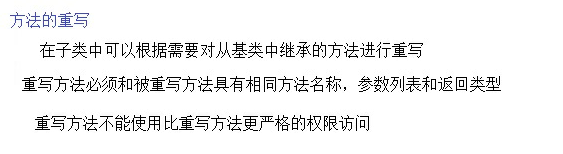 方法的重写
在子类中可以根据需要对从基类中继承的方法进行重写
重写方法必须和被重写方法具有相同方法名称，参数列表和返回类型
重写方法不能使用比重写方法更严格的权限访问